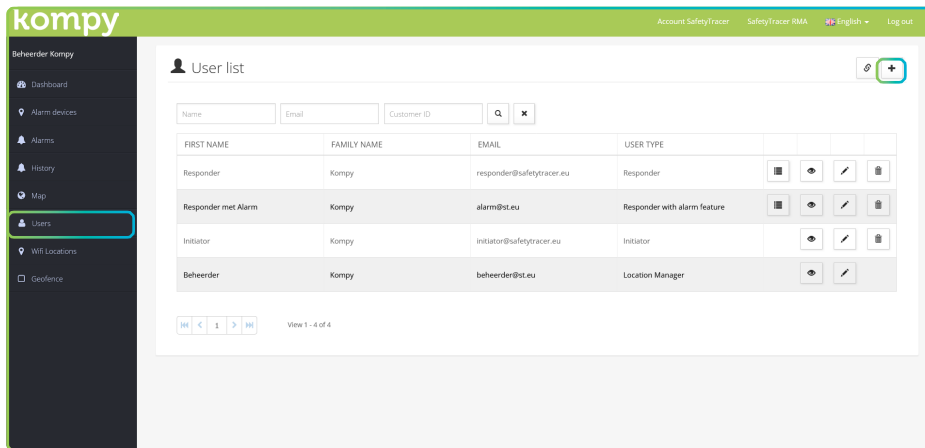 kompy
Account SafetyTracer SafetyTracer RMA English Log out
Beheerder Kompy
Dashboard
Alarm devices
Alarms
History
Map
Users
Wifi Locations
Geofence
User list
Name Email Customer ID
FIRST NAME FAMILY NAME EMAIL USER TYPE
Responder Kompy responder@safetytracer.eu Responder
Responder met Alarm Kompy alarm@st.eu Responder with alarm feature
Initiator Kompy initiator@safetytracer.eu Initiator
Beheerder Kompy beheerder@st.eu Location Manager
1 View 1 - 4 of 4